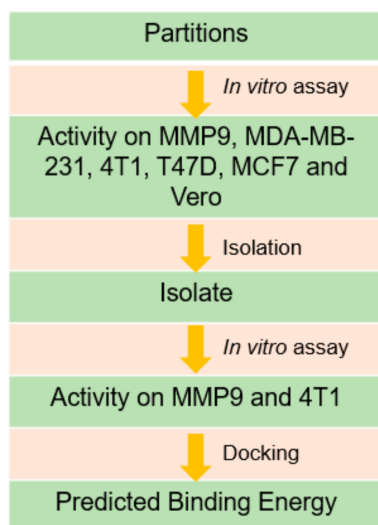 Partitions
In vitro assay
Activity on MMP9, MDA-MB-
231, 4T1, T47D, MCF7 and
Vero
Isolation
Isolate
In vitro assay
Activity on MMP9 and 4T1
Docking
Predicted Binding Energy